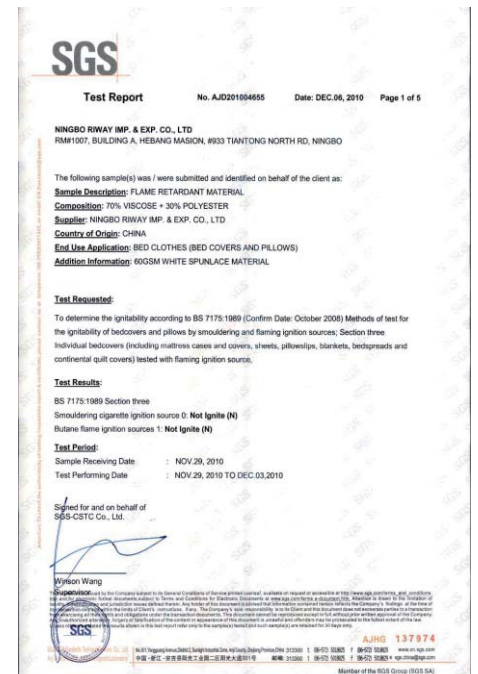 SGS
Test Report No. AJD201004655 Date: DEC.06, 2010 Page 1 of 5
NINGBO RIWAY IMP. & EXP. CO., LTD
RM#1007, BUILDING A, HEBANG MASION, #933 TIANTONG NORTH RD, NINGBO
The following sample(s) was / were submitted and identified on behalf of the client as:
Sample Description: FLAME RETARDANT MATERIAL
Composition: 70% VISCOSE + 30% POLYESTER
Supplier: NINGBO RIWAY IMP. & EXP. CO., LTD
Country of Origin: CHINA
End Use Application: BED CLOTHES (BED COVERS AND PILLOWS)
Addition Information: 60GSM WHITE SPUNLACE MATERIAL
Test Requested:
To determine the ignitability according to BS 7175:1989 (Confirm Date: October 2008) Methods of test for
the ignitability of bedcovers and pillows by smouldering and flaming ignition sources; Section three
Individual bedcovers (including mattress cases and covers, sheets, pillowslips, blankets, bedspreads and
continental quilt covers) tested with flaming ignition source.
Test Results:
BS 7175:1989 Section three
Smouldering cigarette ignition source 0: Not Ignite (N)
Butane flame ignition sources 1: Not Ignite (N)
Test Period:
Sample Receiving Date : NOV.29, 2010
Test Performing Date : NOV.29, 2010 TO DEC.03,2010
Signed for and on behalf of
SGS-CSTC Co., Ltd.
Winson Wang
Supervisor
SGS
AJHG 137974
Member of the SGS Group (SGS SA)